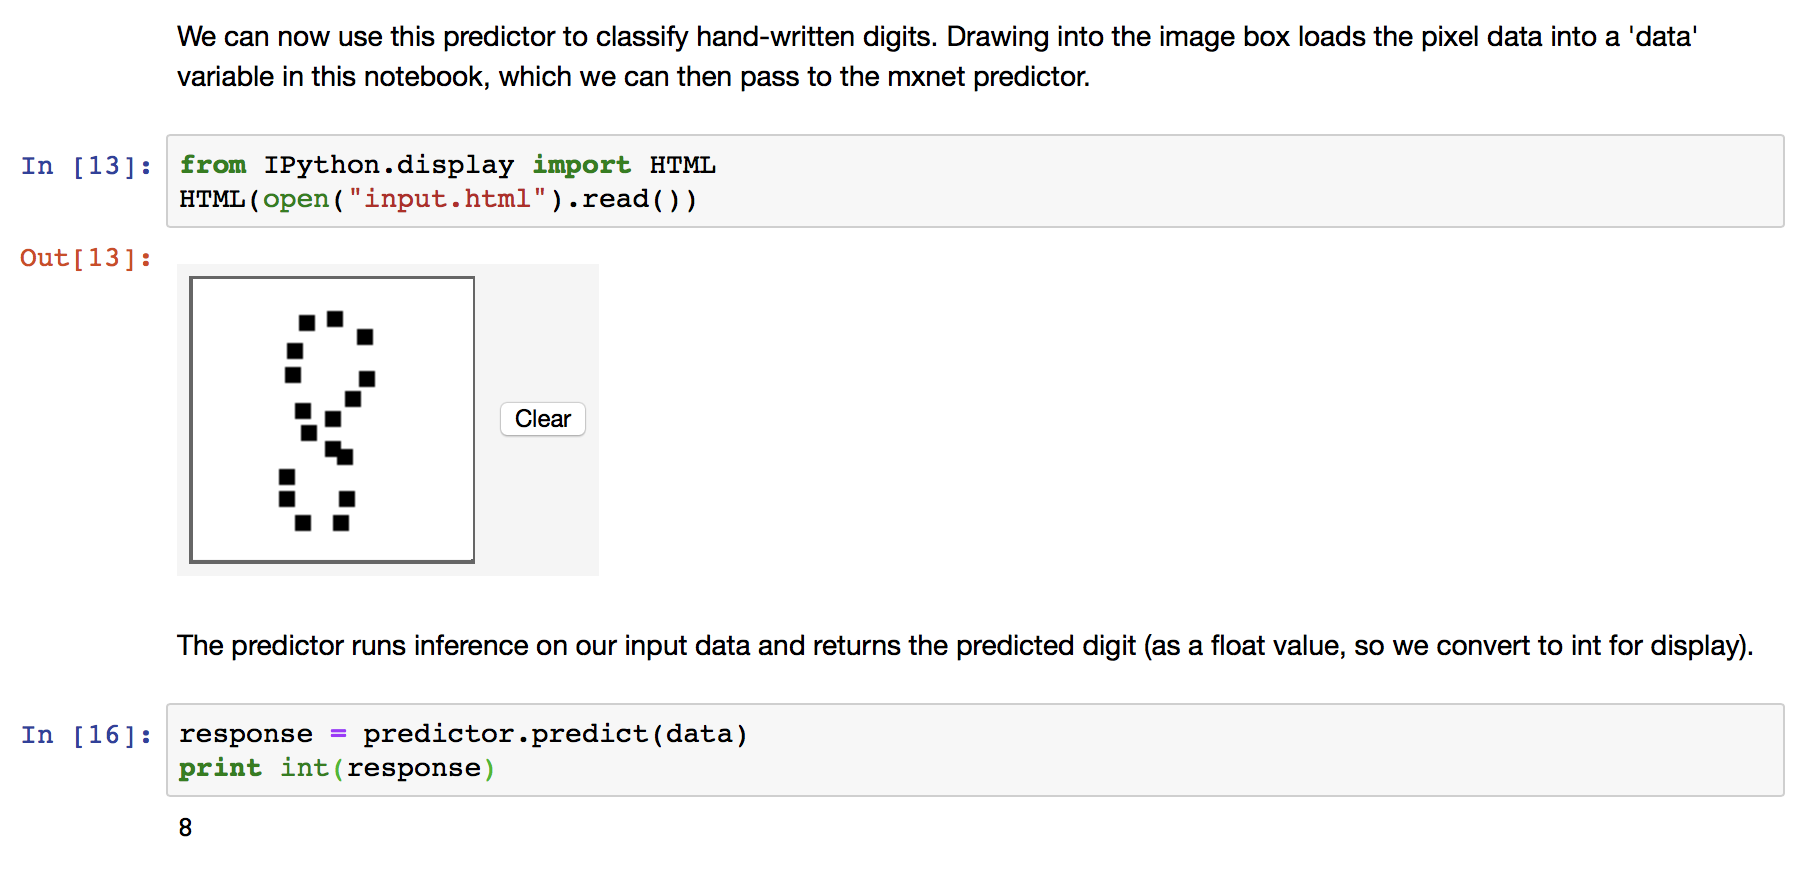 We can now use this predictor to classify hand-written digits. Drawing into the image box loads the pixel data into a 'data'
variable in this notebook, which we can then pass to the mxnet predictor.
In [13]: from IPython.display import HTML
HTML(open("input.html").read())
Out[13]:
8
Clear
The predictor runs inference on our input data and returns the predicted digit (as a float value, so we convert to int for display).
In [16]: response = predictor.predict(data)
print int(response)
8